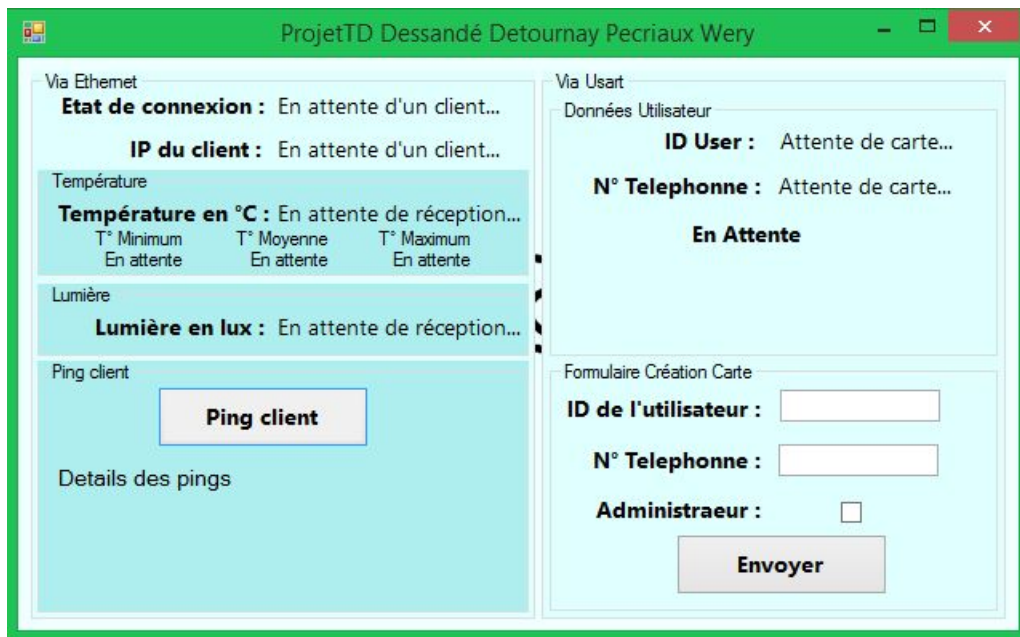 ProjetTD Dessandé Detournay Pecriaux Wery
Via Ethernet
Etat de connexion : En attente d'un client...
IP du client : En attente d'un client...
Température
Température en °C : En attente de réception...
T° Minimum T° Moyenne T° Maximum
En attente En attente En attente
Lumière
Lumière en lux : En attente de réception...
Ping client
Ping client
Details des pings
Via Usart
Données Utilisateur
ID User : Attente de carte...
N° Telephonne : Attente de carte...
En Attente
Formulaire Création Carte
ID de l'utilisateur :
N° Telephonne :
Administraeur :
Envoyer